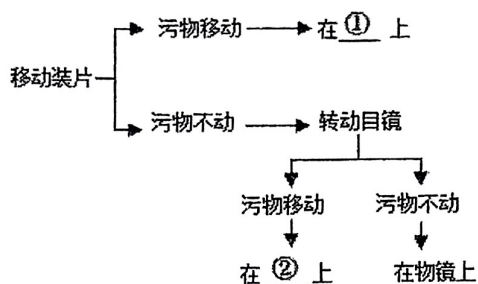 污物移动 在 ① 上
移动装片
污物不动 转动目镜
污物移动 污物不动
在 ② 上 在物镜上